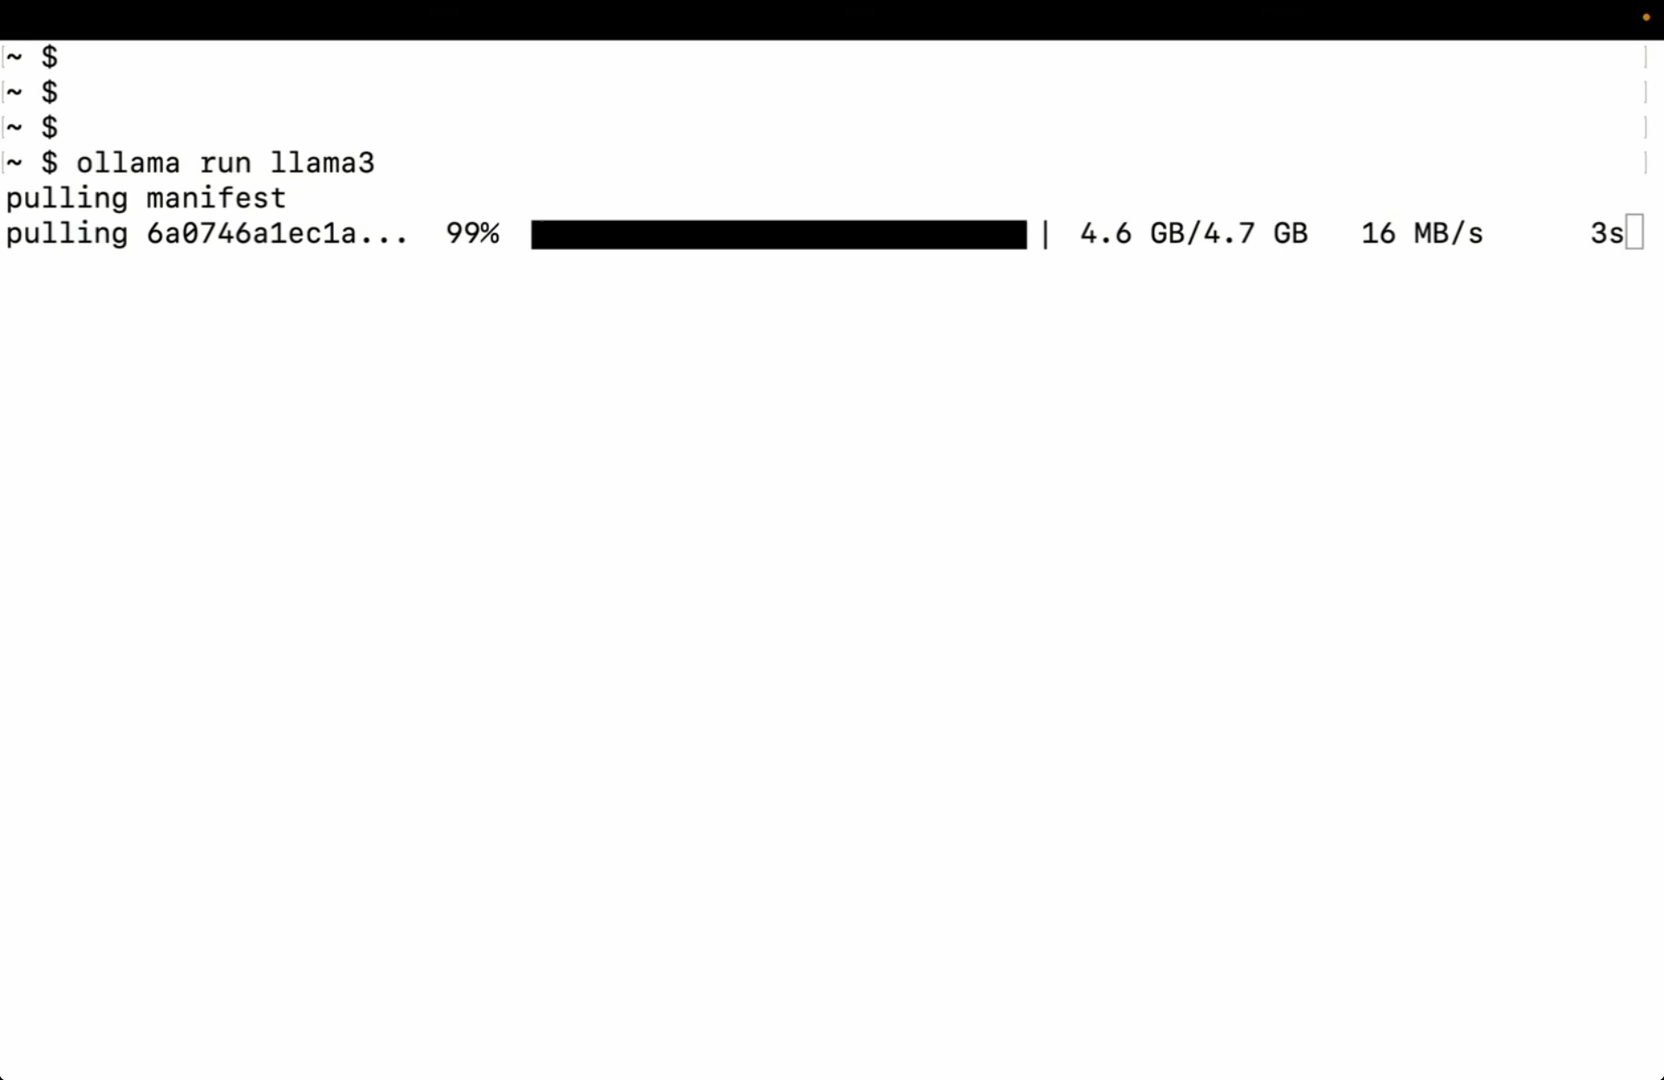 ~ $
~ $
~ $
~ $ ollama run llama3
pulling manifest
pulling 6a0746a1ec1a... 99% | 4.6 GB/4.7 GB 16 MB/s 3s